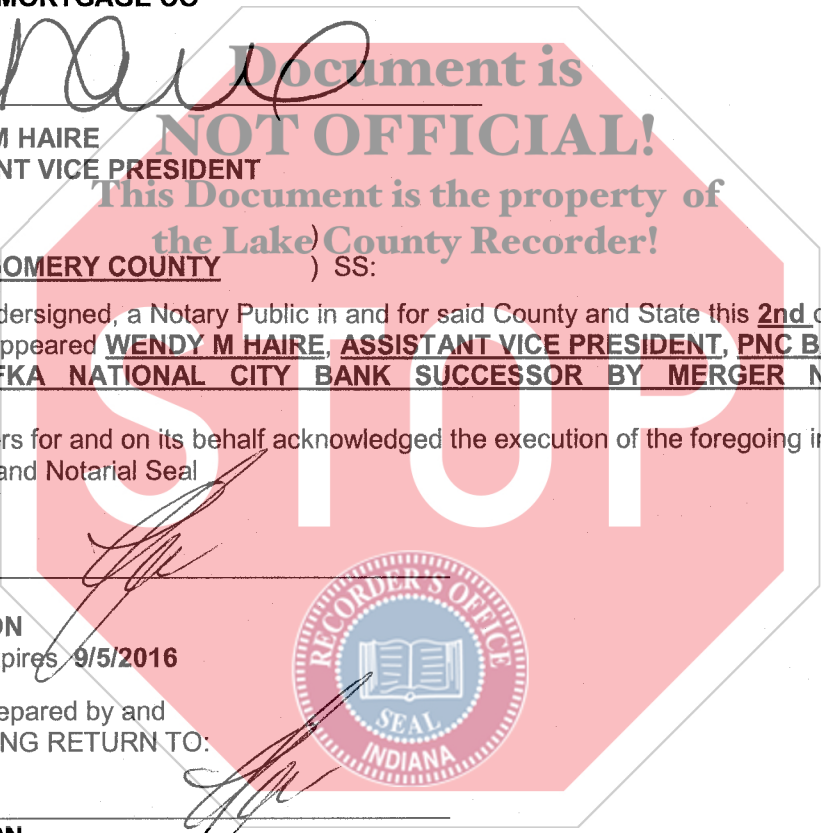 MORTGAGE CO
Document is
NOT OFFICIAL!
M HAIRE
NT VICE PRESIDENT
This Document is the property of
the Lake County Recorder!
)
OMERY COUNTY ) SS:
dersigned, a Notary Public in and for said County and State this 2nd
ppeared WENDY M HAIRE, ASSISTANT VICE PRESIDENT, PNC B
FKA NATIONAL CITY BANK SUCCESSOR BY MERGER N
STOP
rs for and on its behalf acknowledged the execution of the foregoing in
and Notarial Seal
RECORDER'S OFFICE
SEAL
INDIANA
ON
pires 9/5/2016
epared by and
NG RETURN TO:
ON